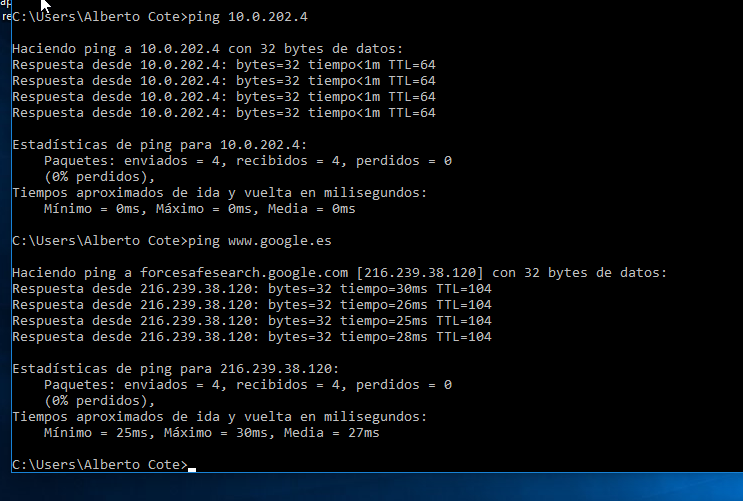 ap
re
C:\Users\Alberto Cote>ping 10.0.202.4
Haciendo ping a 10.0.202.4 con 32 bytes de datos:
Respuesta desde 10.0.202.4: bytes=32 tiempo<1m TTL=64
Respuesta desde 10.0.202.4: bytes=32 tiempo<1m TTL=64
Respuesta desde 10.0.202.4: bytes=32 tiempo<1m TTL=64
Respuesta desde 10.0.202.4: bytes=32 tiempo<1m TTL=64
Estadísticas de ping para 10.0.202.4:
Paquetes: enviados = 4, recibidos = 4, perdidos = 0
(0% perdidos),
Tiempos aproximados de ida y vuelta en milisegundos:
Mínimo = 0ms, Máximo = 0ms, Media = 0ms
C:\Users\Alberto Cote>ping www.google.es
Haciendo ping a forcesafesearch.google.com [216.239.38.120] con 32 bytes de datos:
Respuesta desde 216.239.38.120: bytes=32 tiempo=30ms TTL=104
Respuesta desde 216.239.38.120: bytes=32 tiempo=26ms TTL=104
Respuesta desde 216.239.38.120: bytes=32 tiempo=25ms TTL=104
Respuesta desde 216.239.38.120: bytes=32 tiempo=28ms TTL=104
Estadísticas de ping para 216.239.38.120:
Paquetes: enviados = 4, recibidos = 4, perdidos = 0
(0% perdidos),
Tiempos aproximados de ida y vuelta en milisegundos:
Mínimo = 25ms, Máximo = 30ms, Media = 27ms
C:\Users\Alberto Cote>